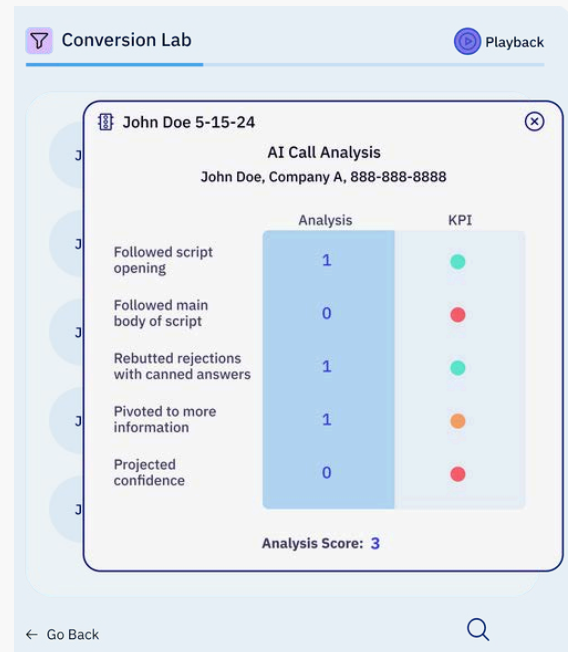 Conversion Lab
Playback
John Doe 5-15-24
AI Call Analysis
John Doe, Company A, 888-888-8888
Analysis KPI
Followed script
opening
1
Followed main
body of script
0
Rebutted rejections
with canned answers
1
Pivoted to more
information
1
Projected
confidence
0
Analysis Score: 3
J
J
J
J
J
← Go Back